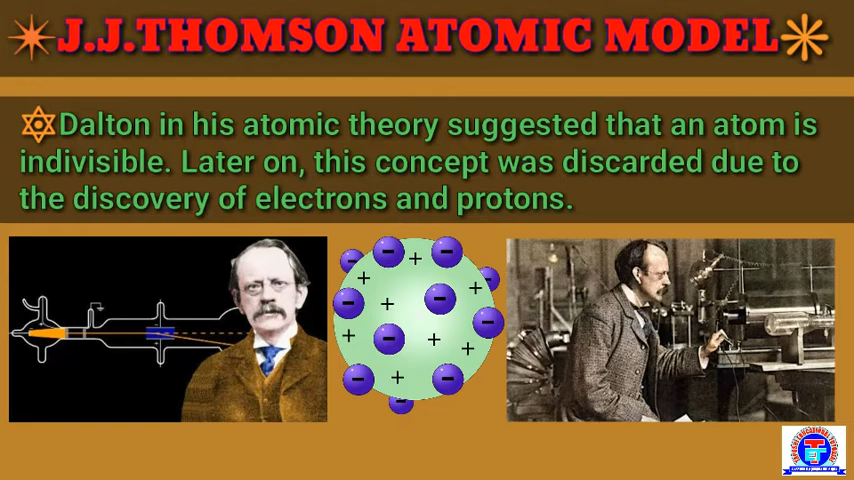 J.J.THOMSON ATOMIC MODEL
Dalton in his atomic theory suggested that an atom is
indivisible. Later on, this concept was discarded due to
the discovery of electrons and protons.